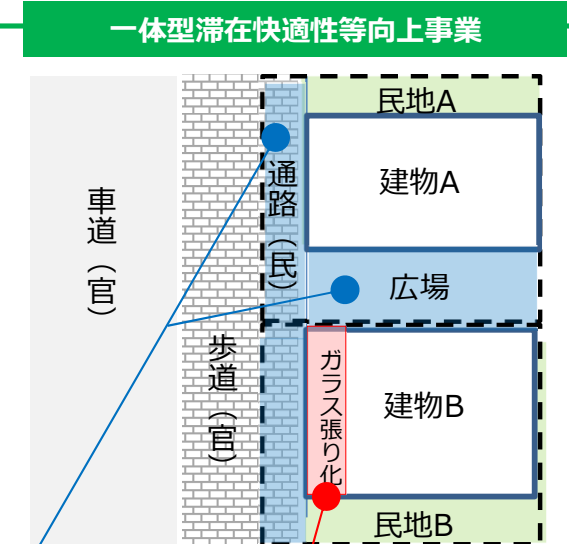 一体型滞在快適性等向上事業
民地A
建物A
通路（民）
車道（官）
広場
歩道（官）
ガラス張り化
建物B
民地B